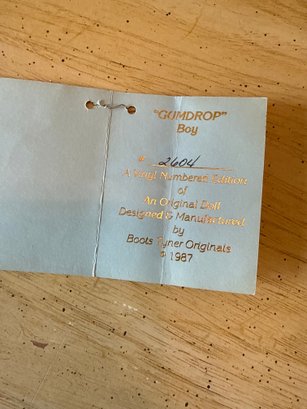 "GUMDROP"
Boy
# 2604
A Vinyl Numbered Edition
of
An Original Doll
Designed & Manufactured
by
Boots Tyner Originals
© 1987